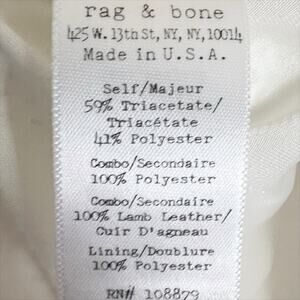 rag & bone
425 W. 13th St, NY, NY, 10014
Made in U.S.A.
Self/Majeur
59% Triacetate/
Triacétate
41% Polyester
Combo/Secondaire
100% Polyester
Combo/Secondaire
100% Lamb Leather/
Cuir D'agneau
Lining/Doublure
100% Polyester
RN# 108879